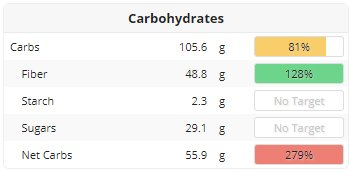 Carbohydrates
Carbs 105.6 g 81%
Fiber 48.8 g 128%
Starch 2.3 g No Target
Sugars 29.1 g No Target
Net Carbs 55.9 g 279%